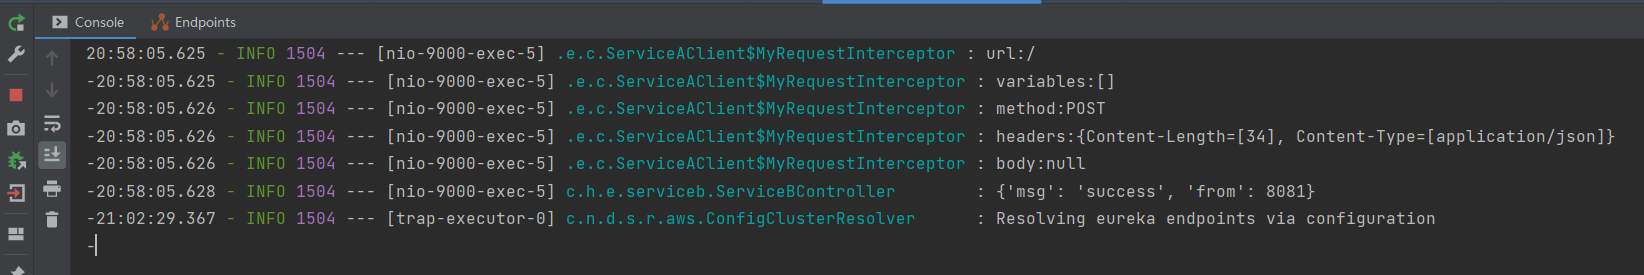 Console Endpoints
20:58:05.625 - INFO 1504 --- [nio-9000-exec-5] .e.c.ServiceAClient$MyRequestInterceptor : url:/
-20:58:05.625 - INFO 1504 --- [nio-9000-exec-5] .e.c.ServiceAClient$MyRequestInterceptor : variables:[]
-20:58:05.626 - INFO 1504 --- [nio-9000-exec-5] .e.c.ServiceAClient$MyRequestInterceptor : method:POST
-20:58:05.626 - INFO 1504 --- [nio-9000-exec-5] .e.c.ServiceAClient$MyRequestInterceptor : headers:{Content-Length=[34], Content-Type=[application/json]}
-20:58:05.626 - INFO 1504 --- [nio-9000-exec-5] .e.c.ServiceAClient$MyRequestInterceptor : body:null
-20:58:05.628 - INFO 1504 --- [nio-9000-exec-5] c.h.e.serviceb.ServiceBController : {'msg': 'success', 'from': 8081}
-21:02:29.367 - INFO 1504 --- [trap-executor-0] c.n.d.s.r.aws.ConfigClusterResolver : Resolving eureka endpoints via configuration
-